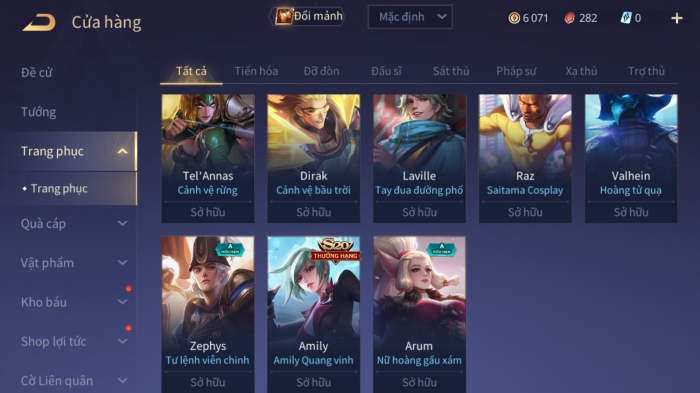 Cửa hàng
Đổi mảnh
Mặc định
6 071
282
0
Đề cử
Tướng
Trang phục
Trang phục
Quà cáp
Vật phẩm
Kho báu
Shop lợi tức
Cờ Liên quân
Tất cả Tiến hóa Đỡ đòn Đấu sĩ Sát thủ Pháp sư Xạ thủ Trợ thủ
Tel'Annas
Cảnh vệ rừng
Sở hữu
Dirak
Cảnh vệ bầu trời
Sở hữu
Laville
Tay đua đường phố
Sở hữu
Raz
Saitama Cosplay
Sở hữu
Valhein
Hoàng tử quạ
Sở hữu
A
HỮU HẠN
Zephys
Tư lệnh viễn chinh
Sở hữu
S20
THƯỞNG HẠNG
Amily
Amily Quang vinh
Sở hữu
A
HỮU HẠN
Arum
Nữ hoàng gấu xám
Sở hữu